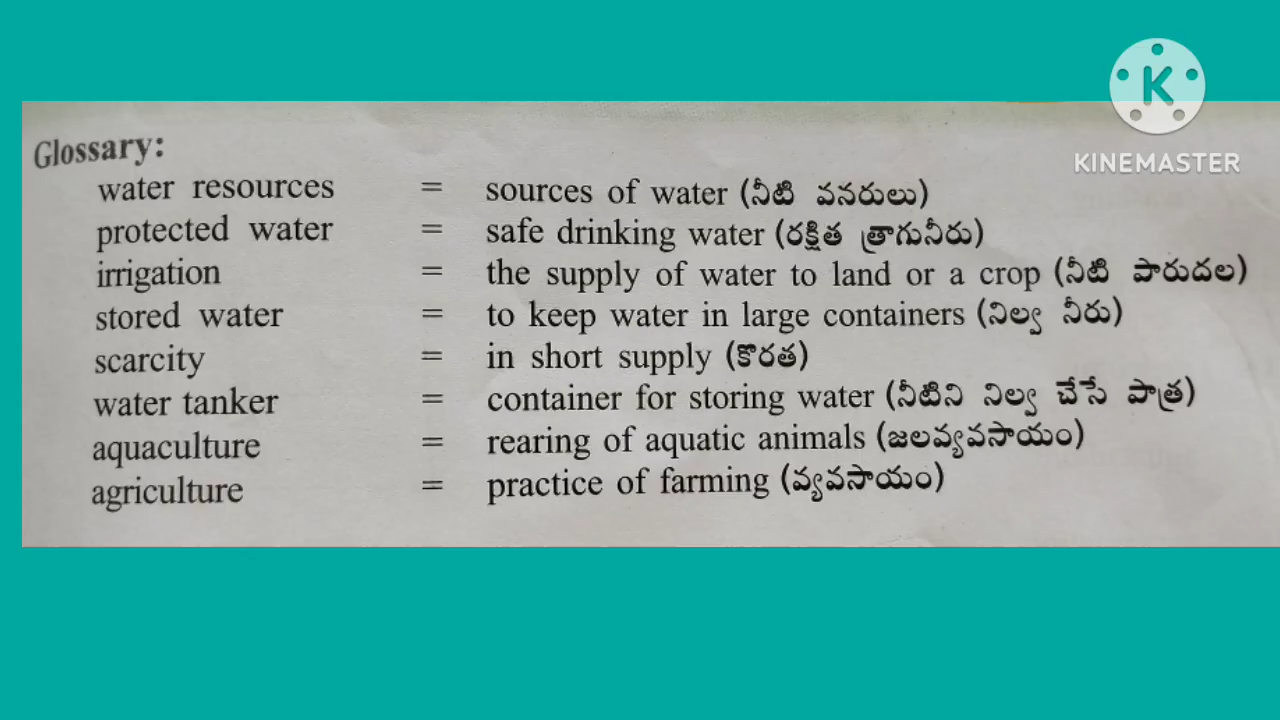 K
KINEMASTER
Glossary:
water resources = sources of water (నీటి వనరులు)
protected water = safe drinking water (రక్షిత త్రాగునీరు)
irrigation = the supply of water to land or a crop (నీటి పారుదల)
stored water = to keep water in large containers (నిల్వ నీరు)
scarcity = in short supply (కొరత)
water tanker = container for storing water (నీటిని నిల్వ చేసే పాత్ర)
aquaculture = rearing of aquatic animals (జలవ్యవసాయం)
agriculture = practice of farming (వ్యవసాయం)